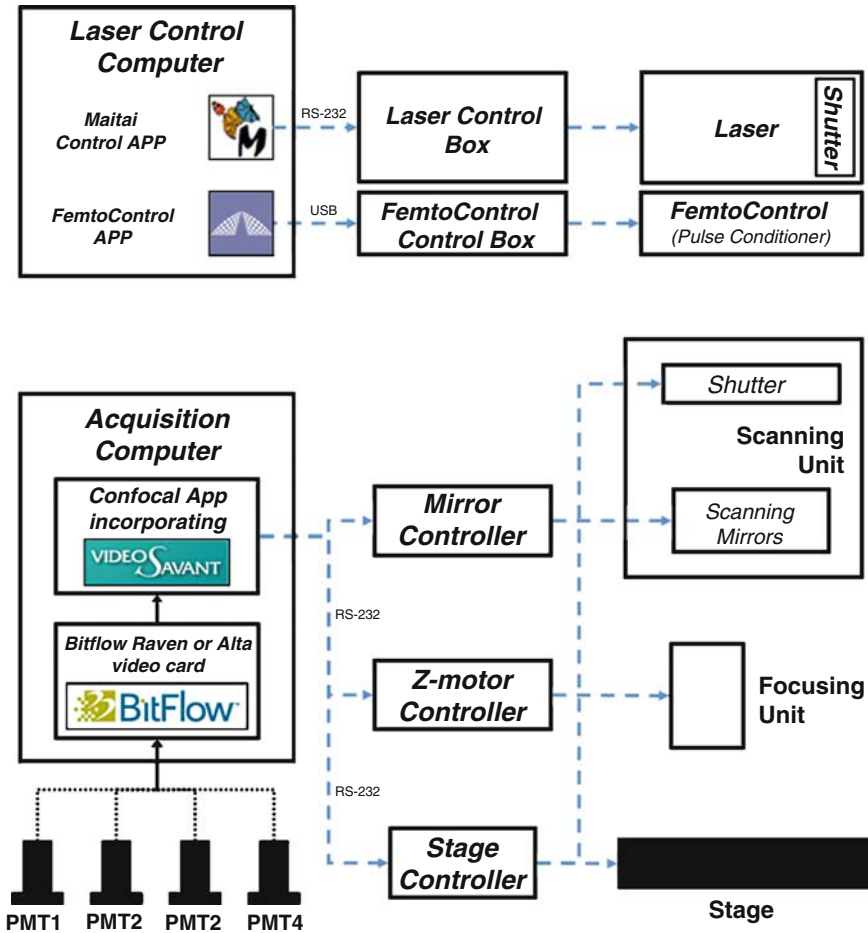 Laser Control
Computer
Maitai
Control APP
M
RS-232
Laser Control
Box
Laser
Shutter
FemtoControl
APP
USB
FemtoControl
Control Box
FemtoControl
(Pulse Conditioner)
Acquisition
Computer
Confocal App
incorporating
VIDEO SAVANT
Bitflow Raven or Alta
video card
BitFlow™
PMT1 PMT2 PMT2 PMT4
RS-232
RS-232
Mirror
Controller
Z-motor
Controller
Stage
Controller
Shutter
Scanning
Unit
Scanning
Mirrors
Focusing
Unit
Stage